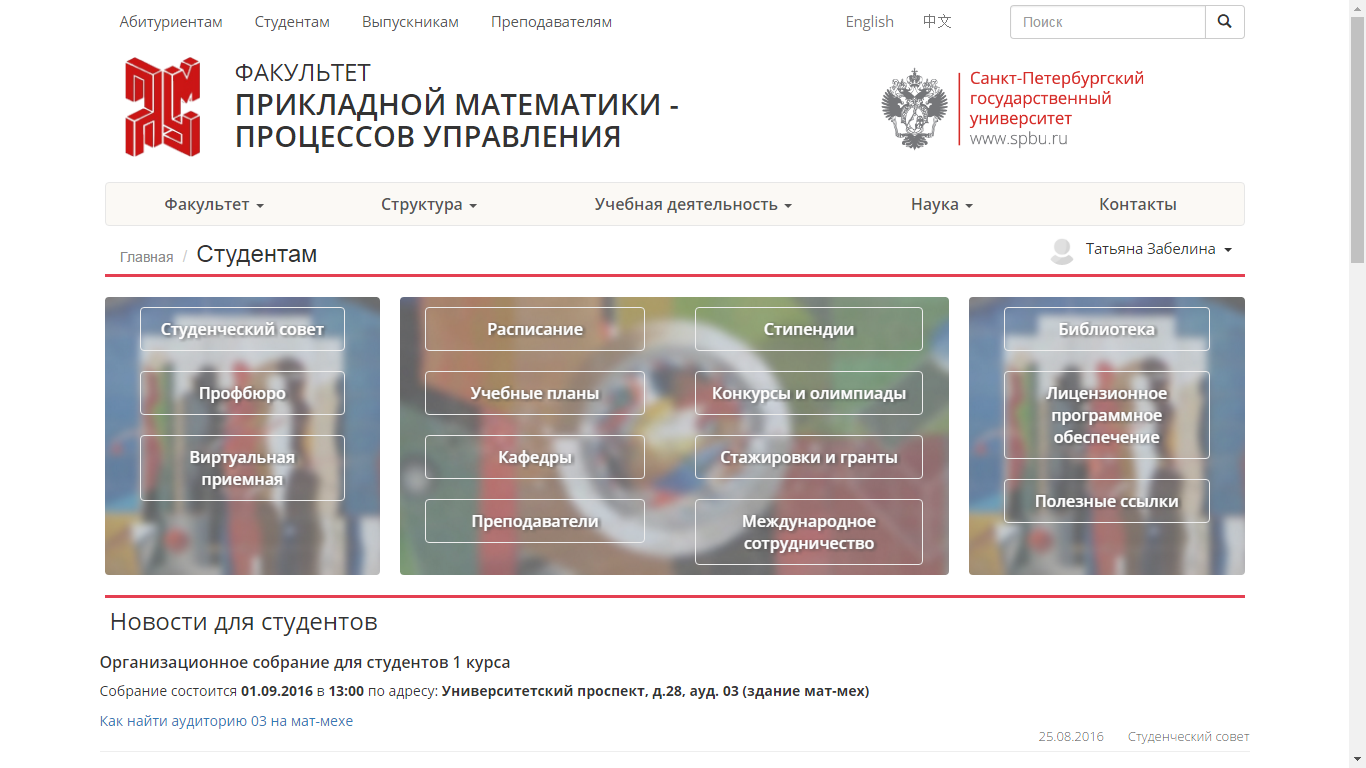 Абитуриентам Студентам Выпускникам Преподавателям English 中文 Поиск
ФАКУЛЬТЕТ
ПРИКЛАДНОЙ МАТЕМАТИКИ -
ПРОЦЕССОВ УПРАВЛЕНИЯ
Санкт-Петербургский
государственный
университет
www.spbu.ru
Факультет Структура Учебная деятельность Наука Контакты
Главная / Студентам Татьяна Забелина
Студенческий совет
Профбюро
Виртуальная
приемная
Расписание
Учебные планы
Кафедры
Преподаватели
Стипендии
Конкурсы и олимпиады
Стажировки и гранты
Международное
сотрудничество
Библиотека
Лицензионное
программное
обеспечение
Полезные ссылки
Новости для студентов
Организационное собрание для студентов 1 курса
Собрание состоится 01.09.2016 в 13:00 по адресу: Университетский проспект, д.28, ауд. 03 (здание мат-мех)
Как найти аудиторию 03 на мат-мехе
25.08.2016 Студенческий совет